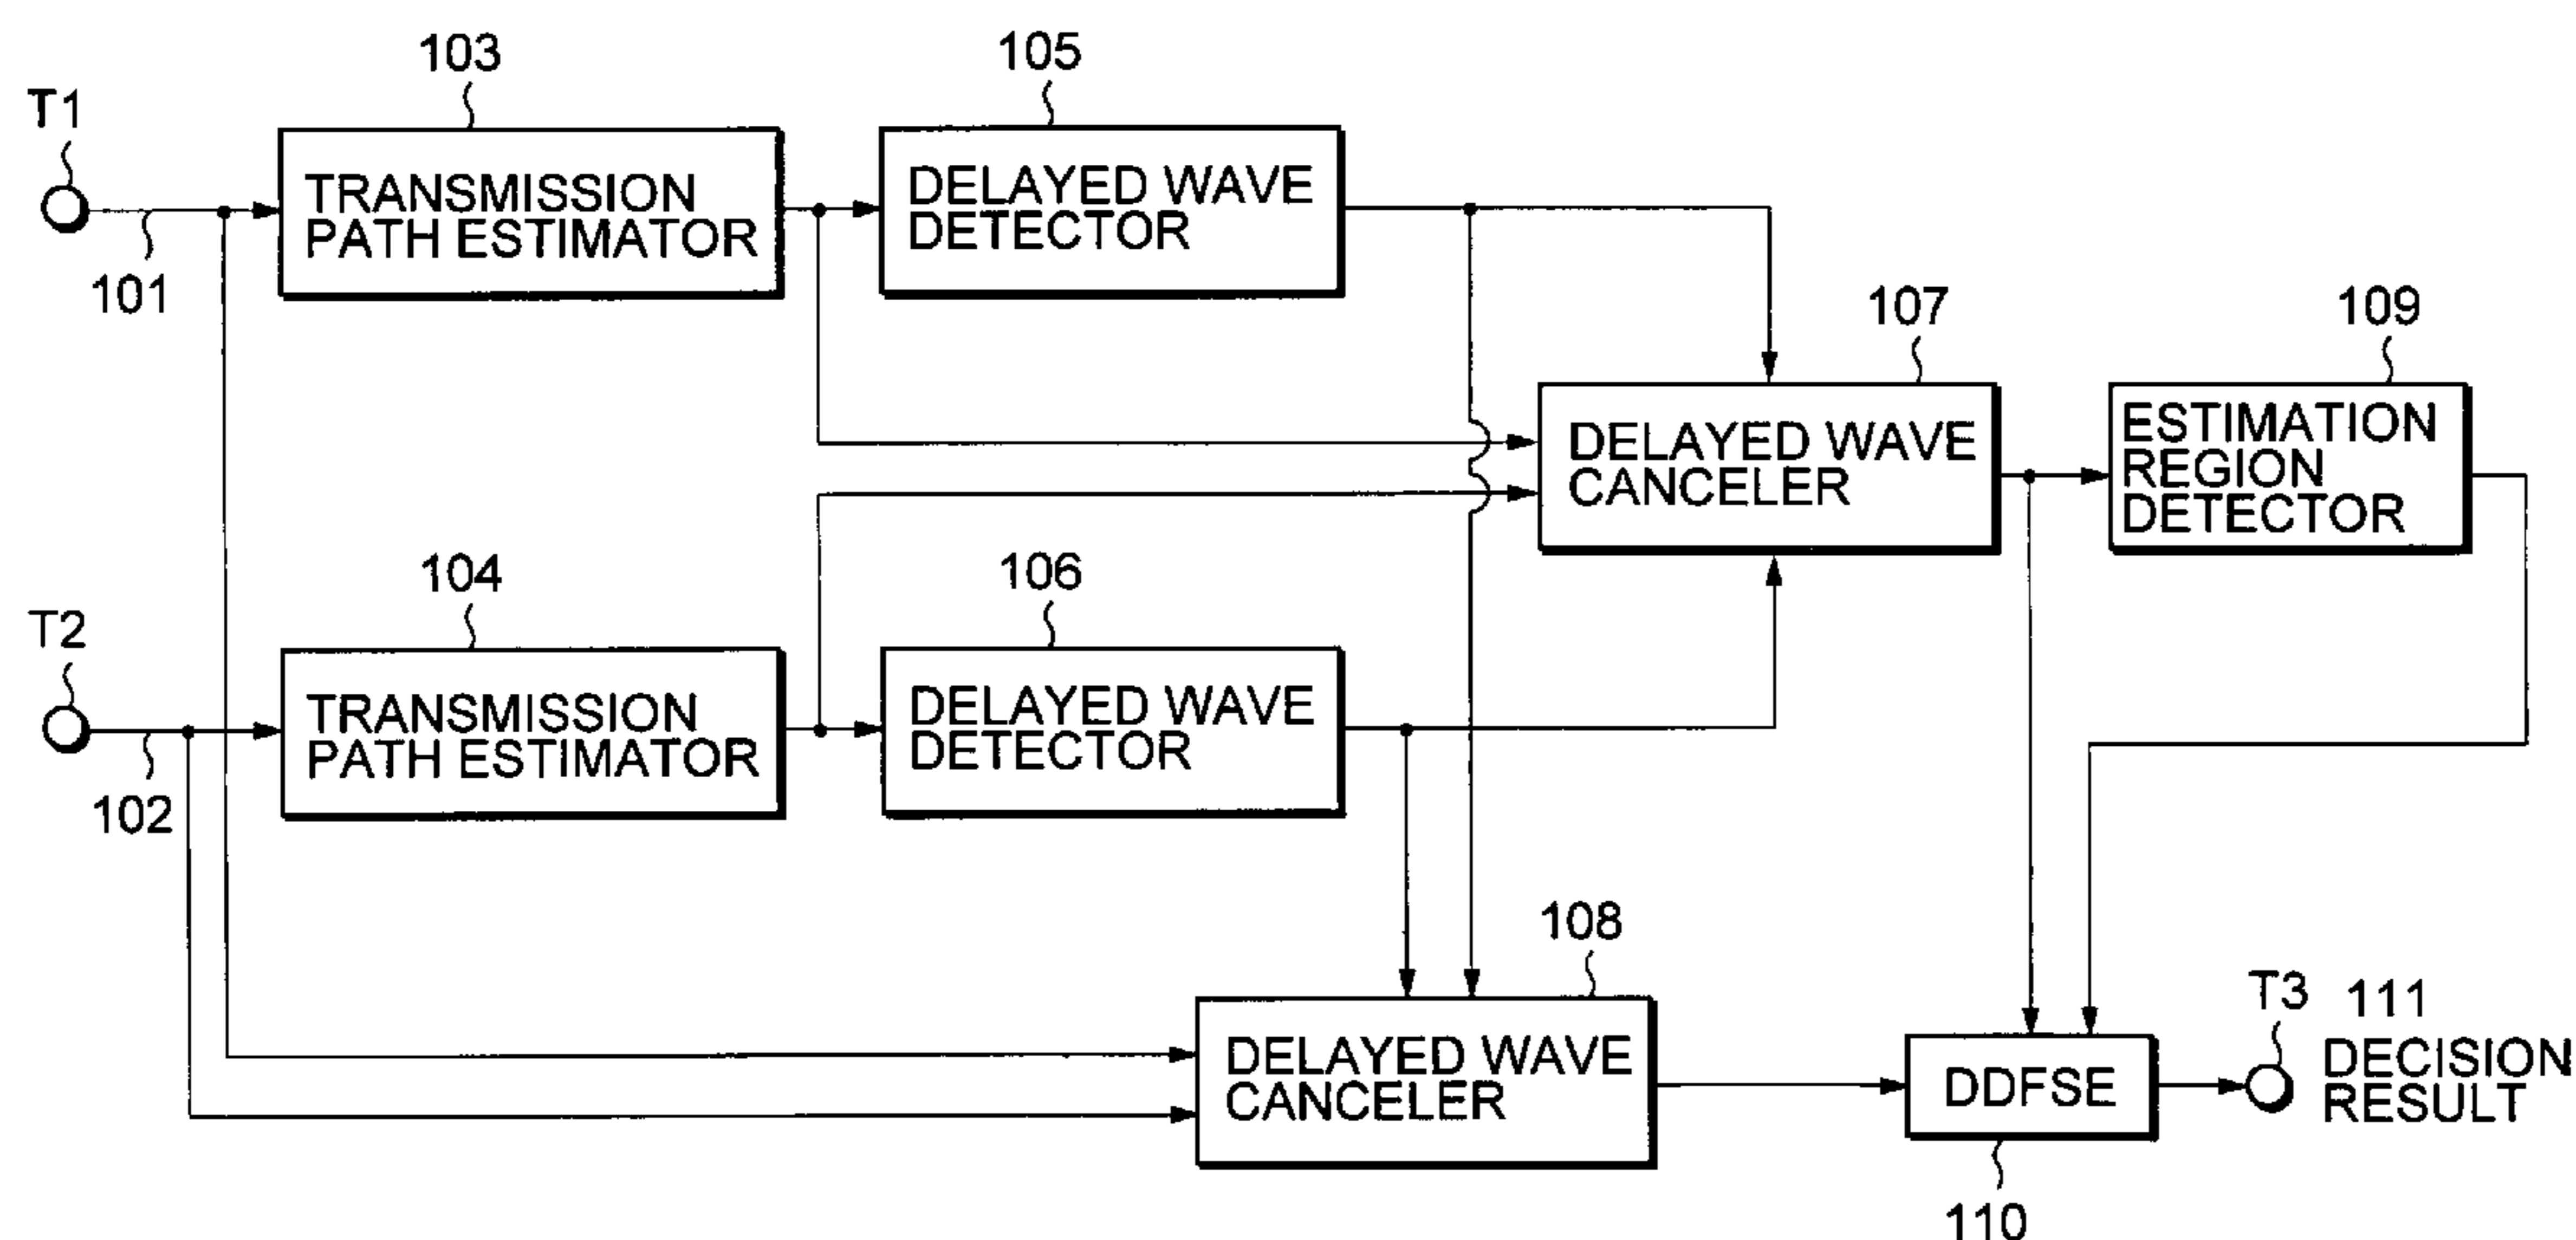 103
105
T1
TRANSMISSION
PATH ESTIMATOR
DELAYED WAVE
DETECTOR
101
107
109
DELAYED WAVE
CANCELER
ESTIMATION
REGION
DETECTOR
104
106
T2
TRANSMISSION
PATH ESTIMATOR
DELAYED WAVE
DETECTOR
102
108
DELAYED WAVE
CANCELER
DDFSE
T3
111
DECISION
RESULT
110